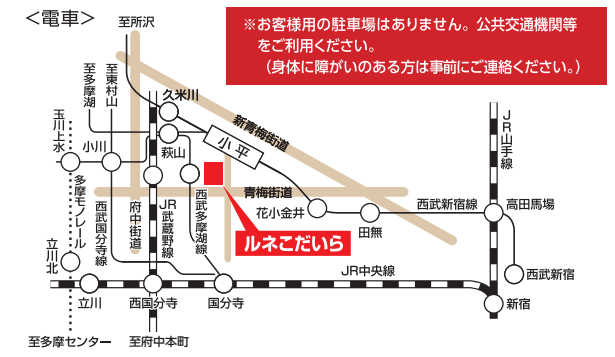 ＜電車＞
※お客様用の駐車場はありません。公共交通機関等
をご利用ください。
（身体に障がいのある方は事前にご連絡ください。）
至所沢
至多摩湖
至東村山
久米川
新青梅街道
玉川上水
小川
萩山
小平
JR山手線
青梅街道
多摩モノレール
西武国分寺線
府中街道
JR武蔵野線
西武多摩湖線
花小金井
田無
西武新宿線
高田馬場
ルネこだいら
立川北
JR中央線
西武新宿
立川
西国分寺
国分寺
新宿
至多摩センター
至府中本町